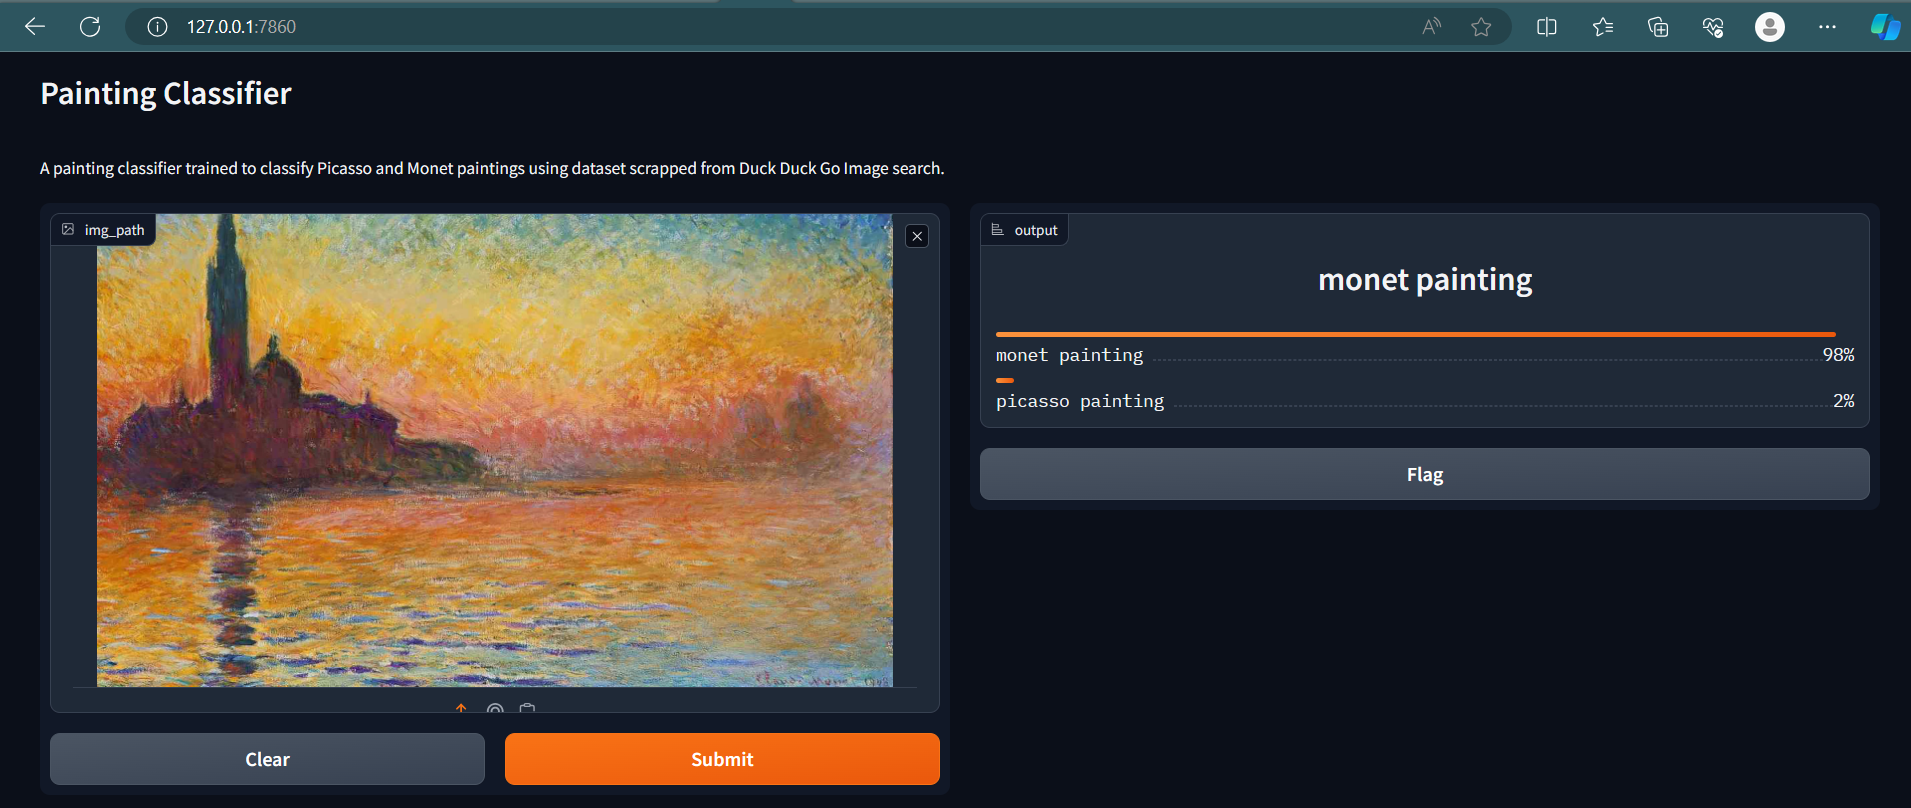 127.0.0.1:7860
Painting Classifier
A painting classifier trained to classify Picasso and Monet paintings using dataset scrapped from Duck Duck Go Image search.
img_path
Clear
Submit
output
monet painting
monet painting 98%
picasso painting 2%
Flag